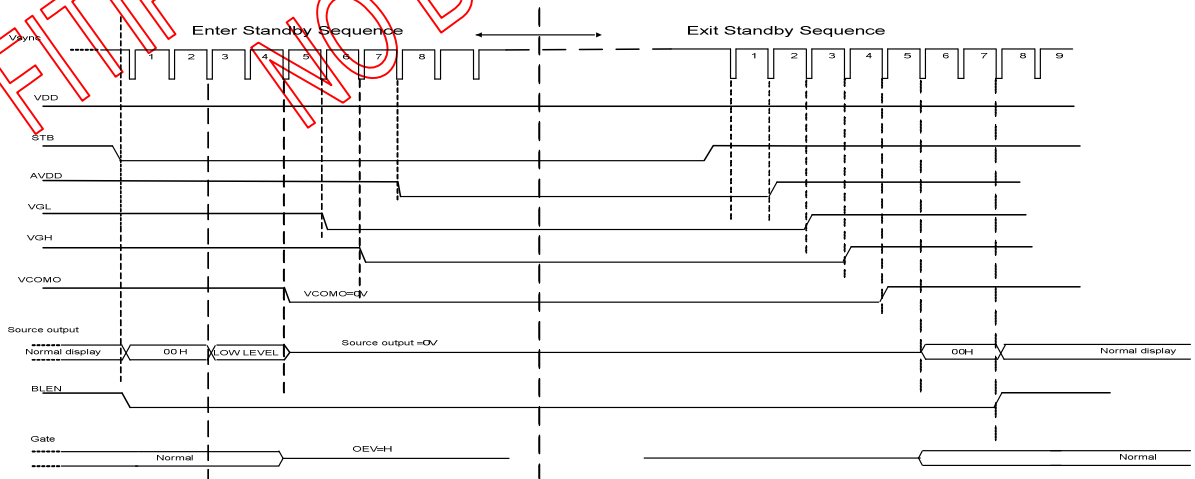 Enter Standby Sequence
Exit Standby Sequence
Vsync
1 2 3 4 5 6 7 8
1 2 3 4 5 6 7 8 9
VDD
STB
AVDD
VGL
VGH
VCOMO
VCOMO=0V
Source output
Normal display
00H
LOW LEVEL
Source output =0V
00H
Normal display
BLEN
Gate
Normal
OEV=H
Normal